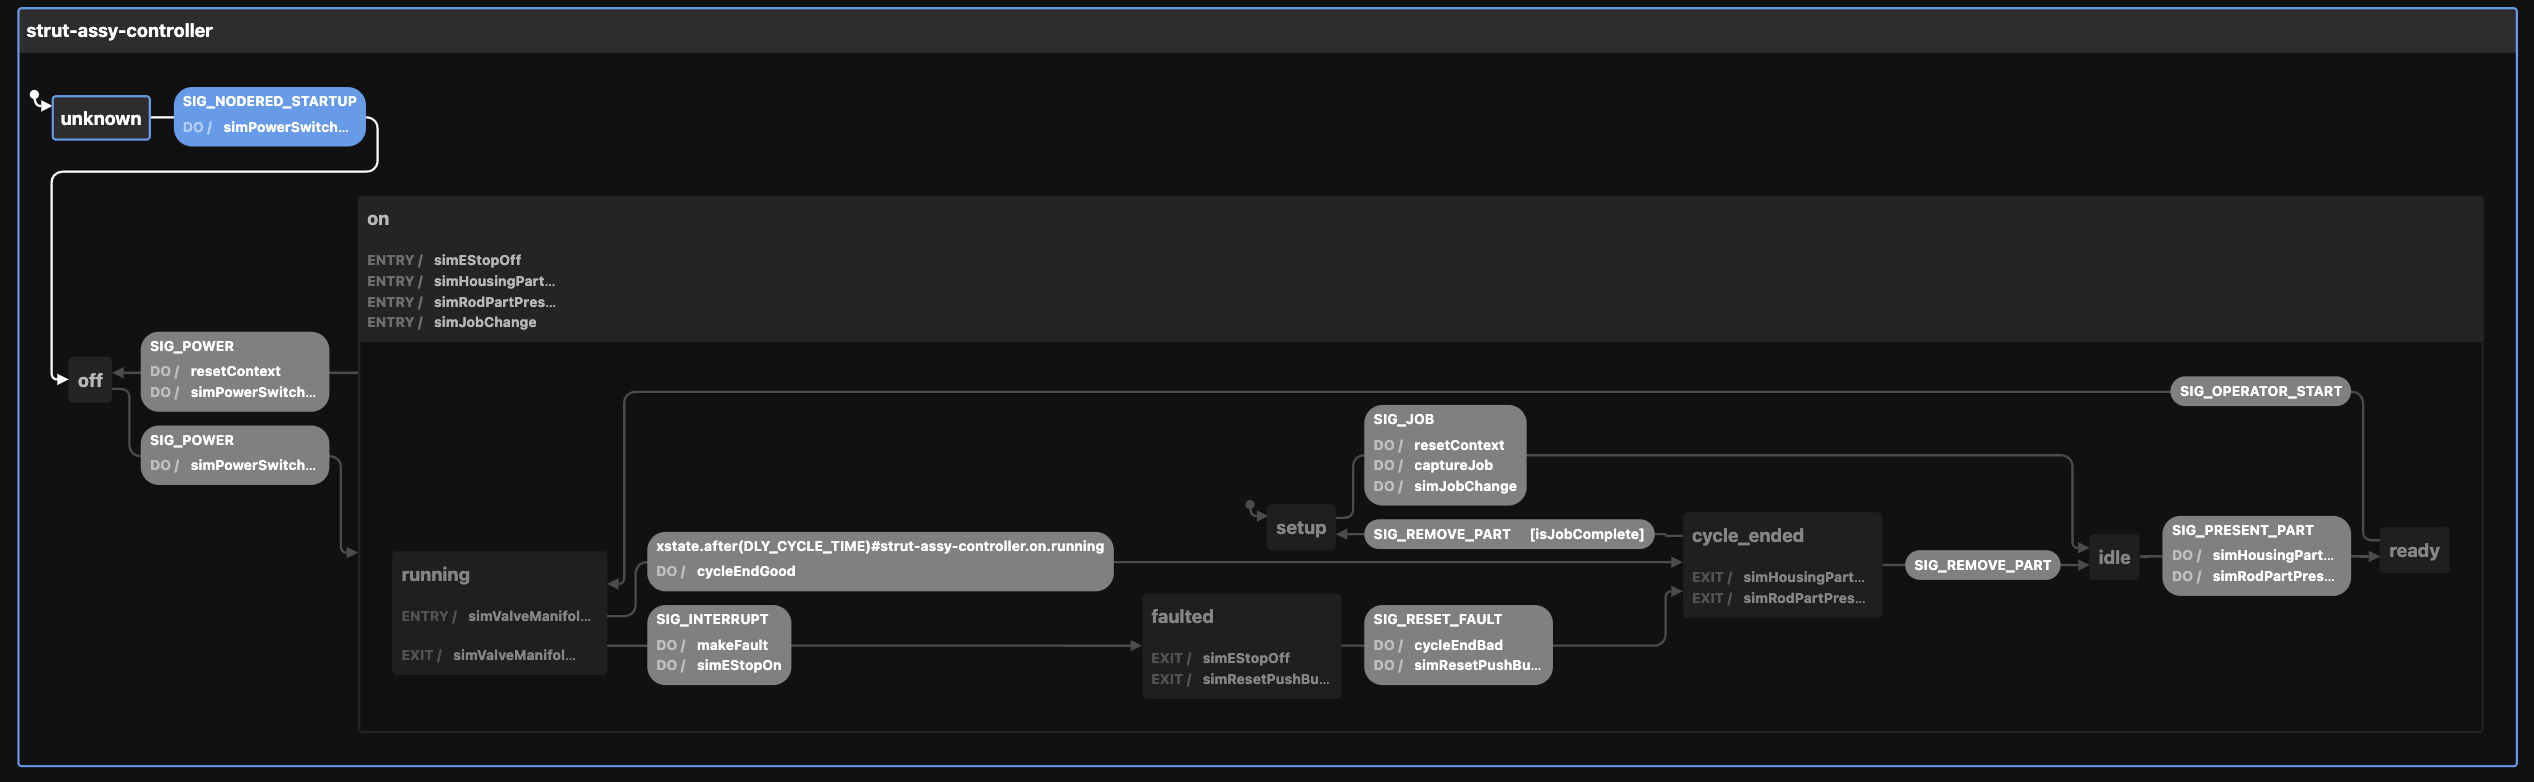 strut-assy-controller
unknown
SIG_NODERED_STARTUP
DO / simPowerSwitch...
on
ENTRY / simEStopOff
ENTRY / simHousingPart...
ENTRY / simRodPartPres...
ENTRY / simJobChange
off
SIG_POWER
DO / resetContext
DO / simPowerSwitch...
SIG_POWER
DO / simPowerSwitch...
SIG_OPERATOR_START
SIG_JOB
DO / resetContext
DO / captureJob
DO / simJobChange
setup
SIG_REMOVE_PART [isJobComplete]
cycle_ended
EXIT / simHousingPart...
EXIT / simRodPartPres...
SIG_REMOVE_PART
idle
SIG_PRESENT_PART
DO / simHousingPart...
DO / simRodPartPres...
ready
running
ENTRY / simValveManifol...
EXIT / simValveManifol...
xstate.after(DLY_CYCLE_TIME)#strut-assy-controller.on.running
DO / cycleEndGood
SIG_INTERRUPT
DO / makeFault
DO / simEStopOn
faulted
EXIT / simEStopOff
EXIT / simResetPushBu...
SIG_RESET_FAULT
DO / cycleEndBad
DO / simResetPushBu...